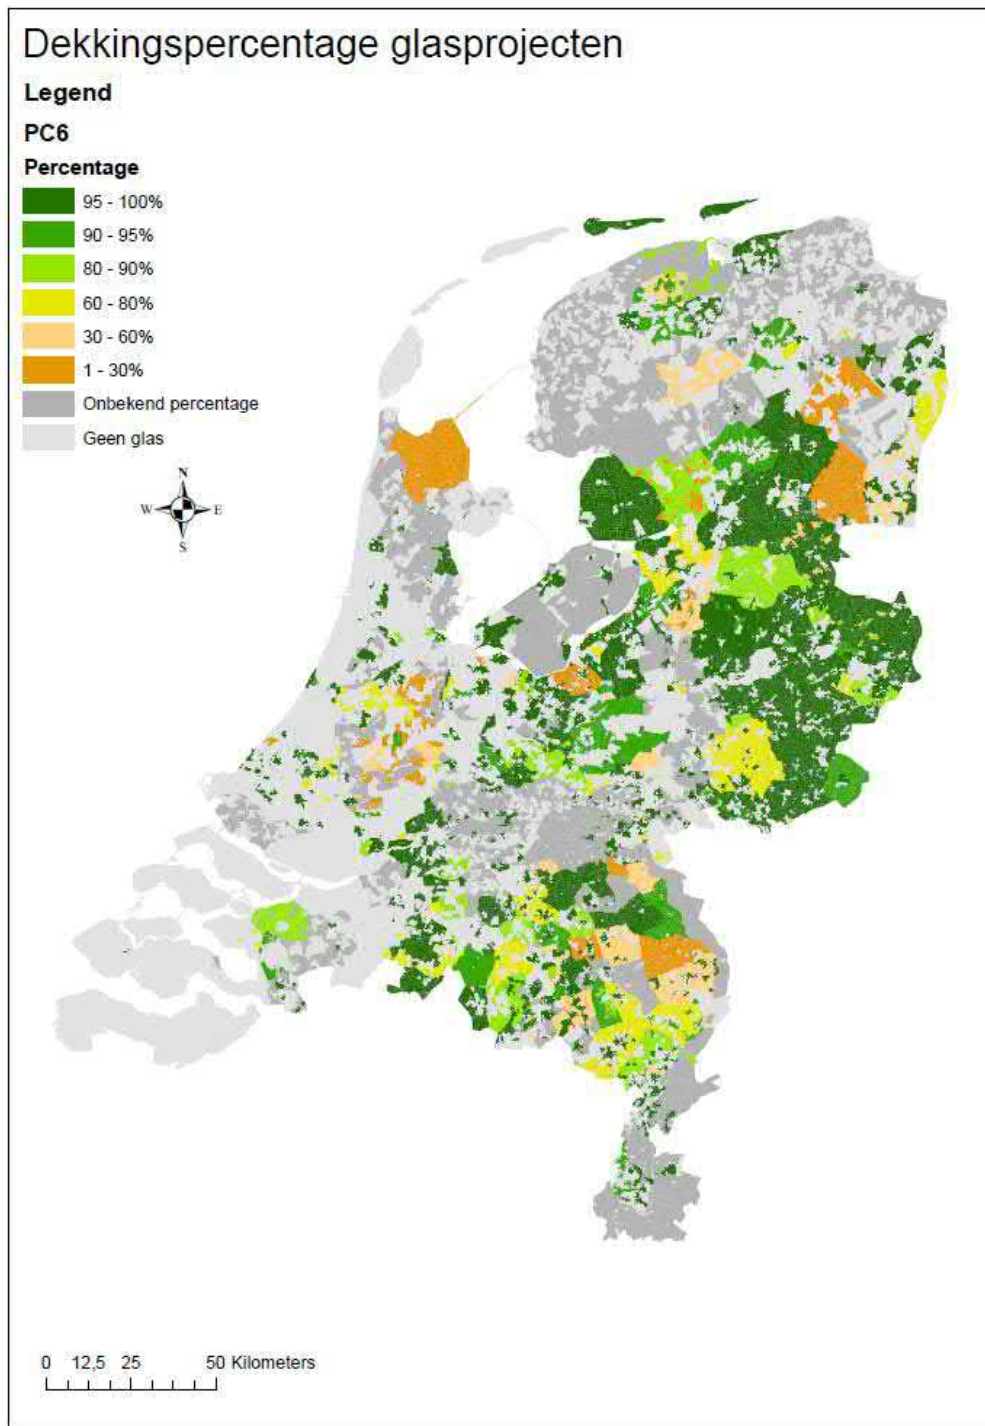 Dekkingspercentage glasprojecten
Legend
PC6
Percentage
95 - 100%
90 - 95%
80 - 90%
60 - 80%
30 - 60%
1 - 30%
Onbekend percentage
Geen glas
N
W E
S
0 12,5 25 50 Kilometers